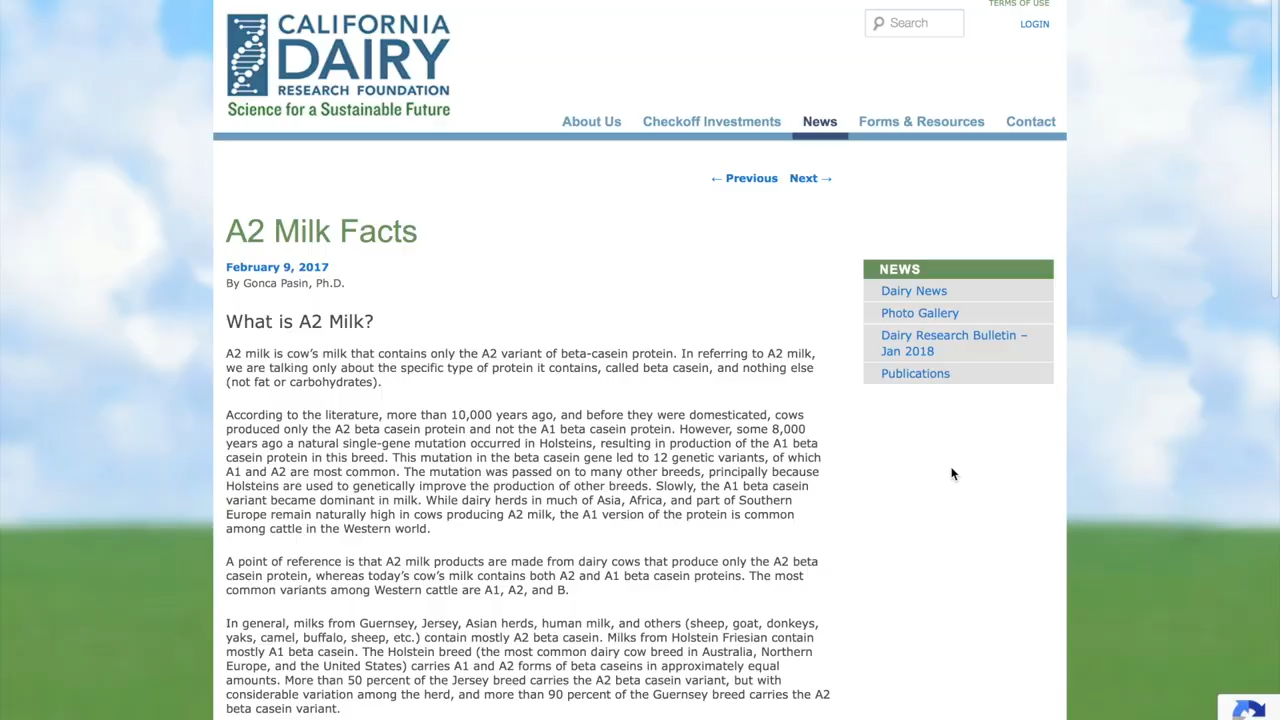 TERMS OF USE
CALIFORNIA
DAIRY
RESEARCH FOUNDATION
Science for a Sustainable Future
Search
LOGIN
About Us
Checkoff Investments
News
Forms & Resources
Contact
← Previous
Next →
A2 Milk Facts
February 9, 2017
By Gonca Pasin, Ph.D.
What is A2 Milk?
A2 milk is cow’s milk that contains only the A2 variant of beta-casein protein. In referring to A2 milk,
we are talking only about the specific type of protein it contains, called beta casein, and nothing else
(not fat or carbohydrates).
According to the literature, more than 10,000 years ago, and before they were domesticated, cows
produced only the A2 beta casein protein and not the A1 beta casein protein. However, some 8,000
years ago a natural single-gene mutation occurred in Holsteins, resulting in production of the A1 beta
casein protein in this breed. This mutation in the beta casein gene led to 12 genetic variants, of which
A1 and A2 are most common. The mutation was passed on to many other breeds, principally because
Holsteins are used to genetically improve the production of other breeds. Slowly, the A1 beta casein
variant became dominant in milk. While dairy herds in much of Asia, Africa, and part of Southern
Europe remain naturally high in cows producing A2 milk, the A1 version of the protein is common
among cattle in the Western world.
A point of reference is that A2 milk products are made from dairy cows that produce only the A2 beta
casein protein, whereas today’s cow’s milk contains both A2 and A1 beta casein proteins. The most
common variants among Western cattle are A1, A2, and B.
In general, milks from Guernsey, Jersey, Asian herds, human milk, and others (sheep, goat, donkeys,
yaks, camel, buffalo, sheep, etc.) contain mostly A2 beta casein. Milks from Holstein Friesian contain
mostly A1 beta casein. The Holstein breed (the most common dairy cow breed in Australia, Northern
Europe, and the United States) carries A1 and A2 forms of beta caseins in approximately equal
amounts. More than 50 percent of the Jersey breed carries the A2 beta casein variant, but with
considerable variation among the herd, and more than 90 percent of the Guernsey breed carries the A2
beta casein variant.
NEWS
Dairy News
Photo Gallery
Dairy Research Bulletin –
Jan 2018
Publications